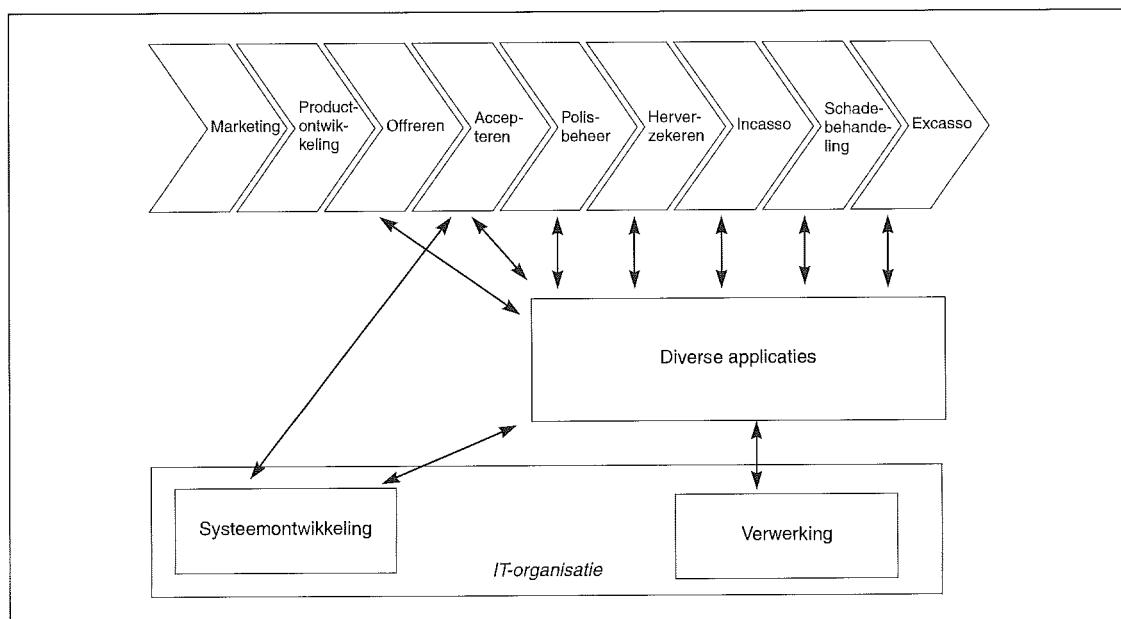 Marketing
Product-
ontwik-
keling
Offreren
Accep-
teren
Polis-
beheer
Herver-
zekeren
Incasso
Schade-
behande-
ling
Excasso
Diverse applicaties
Systeemontwikkeling
Verwerking
IT-organisatie